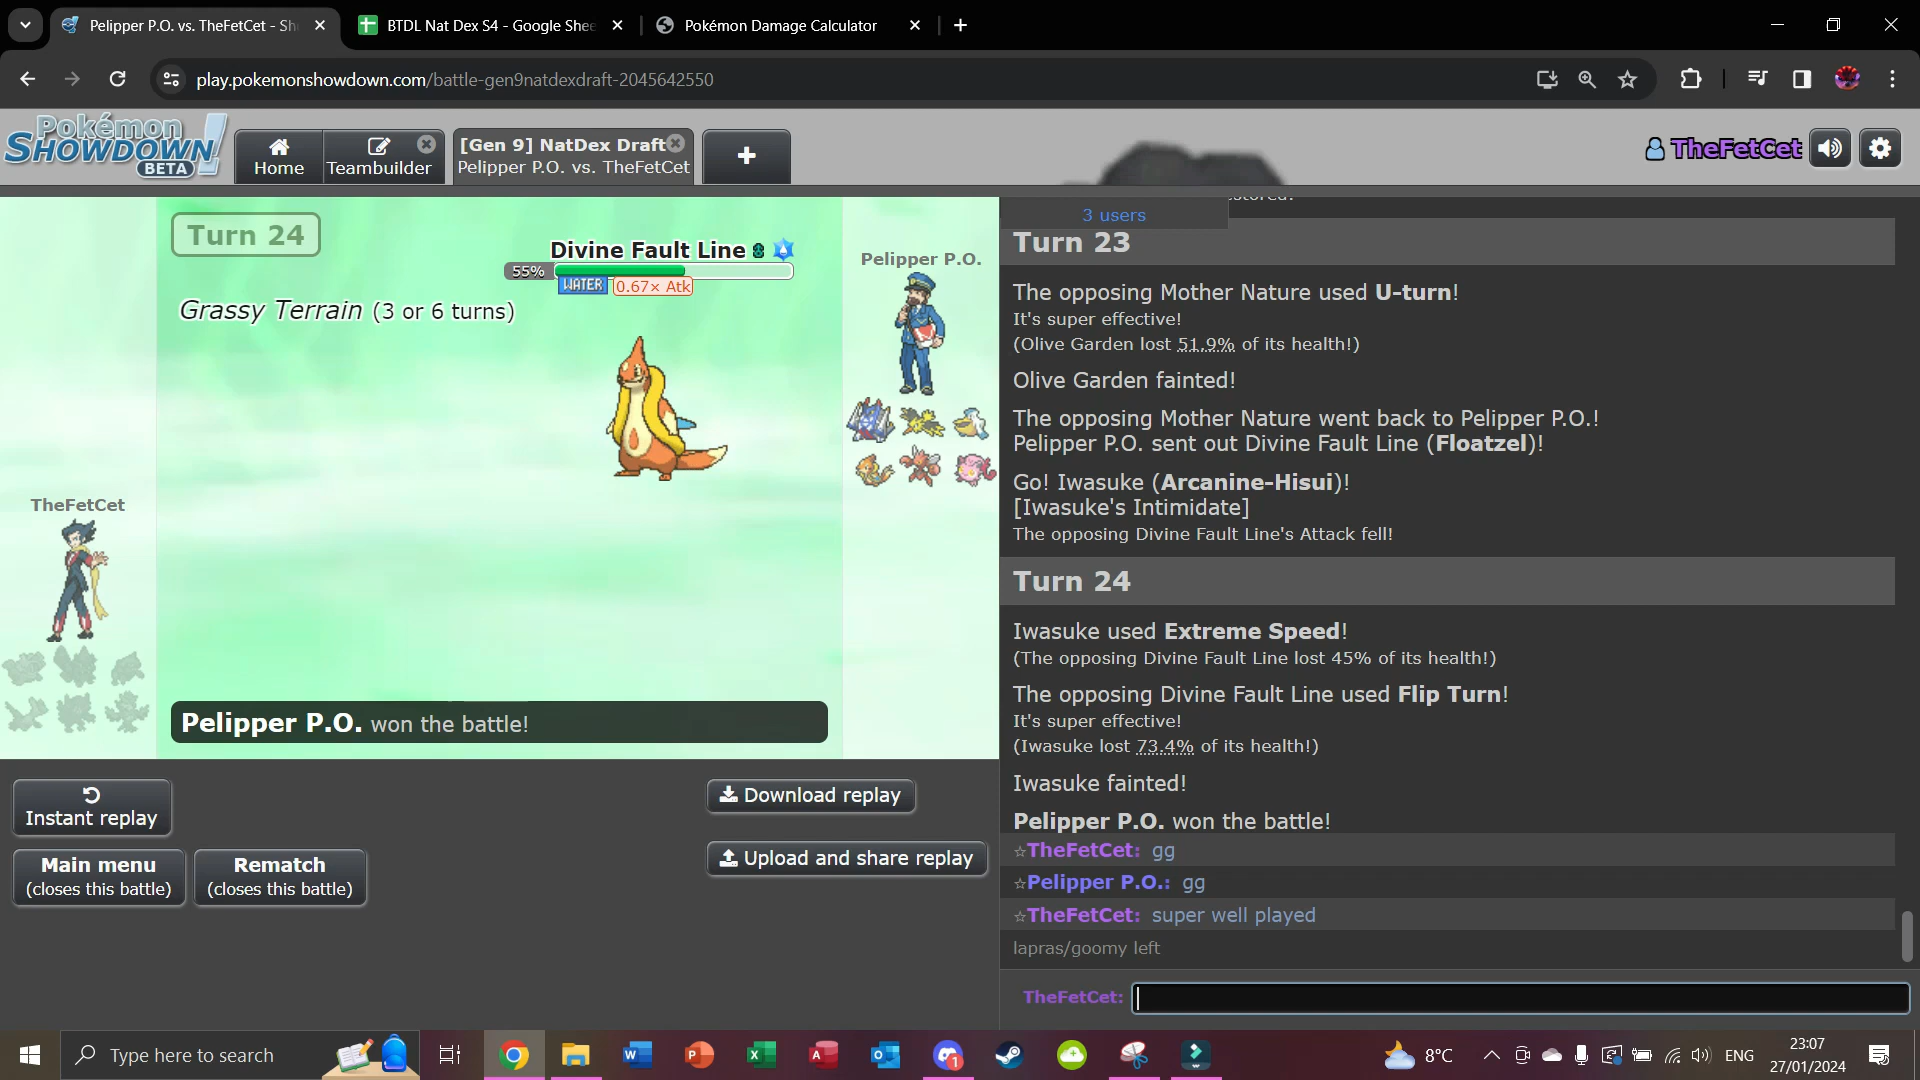 Pelipper P.O. vs. TheFetCet - Sh
BTDL Nat Dex S4 - Google Shee
Pokémon Damage Calculator
play.pokemonshowdown.com/battle-gen9natdexdraft-2045642550
Pokémon
SHOWDOWN!
BETA
Home
Teambuilder
[Gen 9] NatDex Draft
Pelipper P.O. vs. TheFetCet
TheFetCet
Turn 24
Divine Fault Line
55%
WATER 0.67× Atk
Grassy Terrain (3 or 6 turns)
Pelipper P.O.
TheFetCet
Pelipper P.O. won the battle!
Instant replay
Download replay
Upload and share replay
Main menu
(closes this battle)
Rematch
(closes this battle)
3 users
Turn 23
The opposing Mother Nature used U-turn!
It's super effective!
(Olive Garden lost 51.9% of its health!)
Olive Garden fainted!
The opposing Mother Nature went back to Pelipper P.O.!
Pelipper P.O. sent out Divine Fault Line (Floatzel)!
Go! Iwasuke (Arcanine-Hisui)!
[Iwasuke's Intimidate]
The opposing Divine Fault Line's Attack fell!
Turn 24
Iwasuke used Extreme Speed!
(The opposing Divine Fault Line lost 45% of its health!)
The opposing Divine Fault Line used Flip Turn!
It's super effective!
(Iwasuke lost 73.4% of its health!)
Iwasuke fainted!
Pelipper P.O. won the battle!
☆TheFetCet: gg
☆Pelipper P.O.: gg
☆TheFetCet: super well played
lapras/goomy left
TheFetCet:
Type here to search
1
8°C
ENG
23:07
27/01/2024